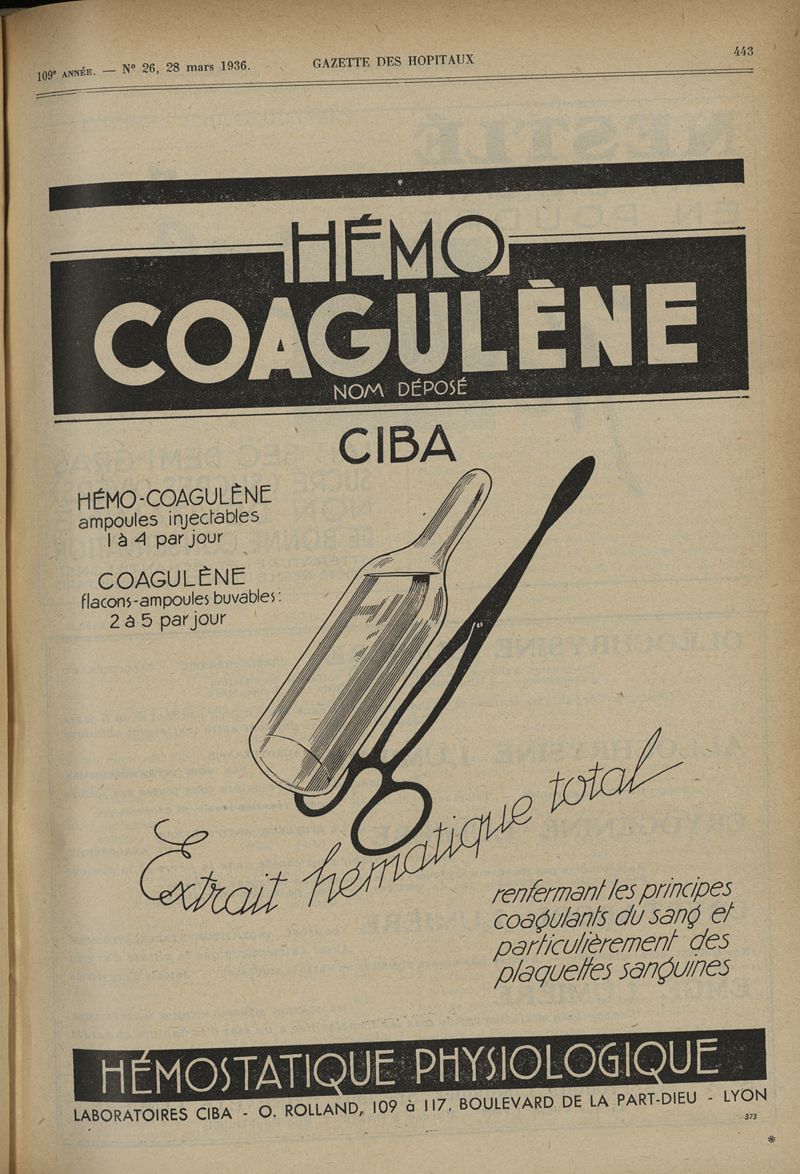 109e ANNÉE. — N° 26, 28 mars 1936.
GAZETTE DES HOPITAUX
443
HÉMO
COAGULÈNE
NOM DÉPOSÉ
CIBA
HÉMO-COAGULÈNE
ampoules injectables
1 à 4 par jour
COAGULÈNE
flacons-ampoules buvables:
2 à 5 par jour
Extrait hématique total
renfermant les principes
coagulants du sang et
particulièrement des
plaquettes sanguines
HÉMOSTATIQUE PHYSIOLOGIQUE
LABORATOIRES CIBA - O. ROLLAND, 109 à 117, BOULEVARD DE LA PART-DIEU - LYON
373
*